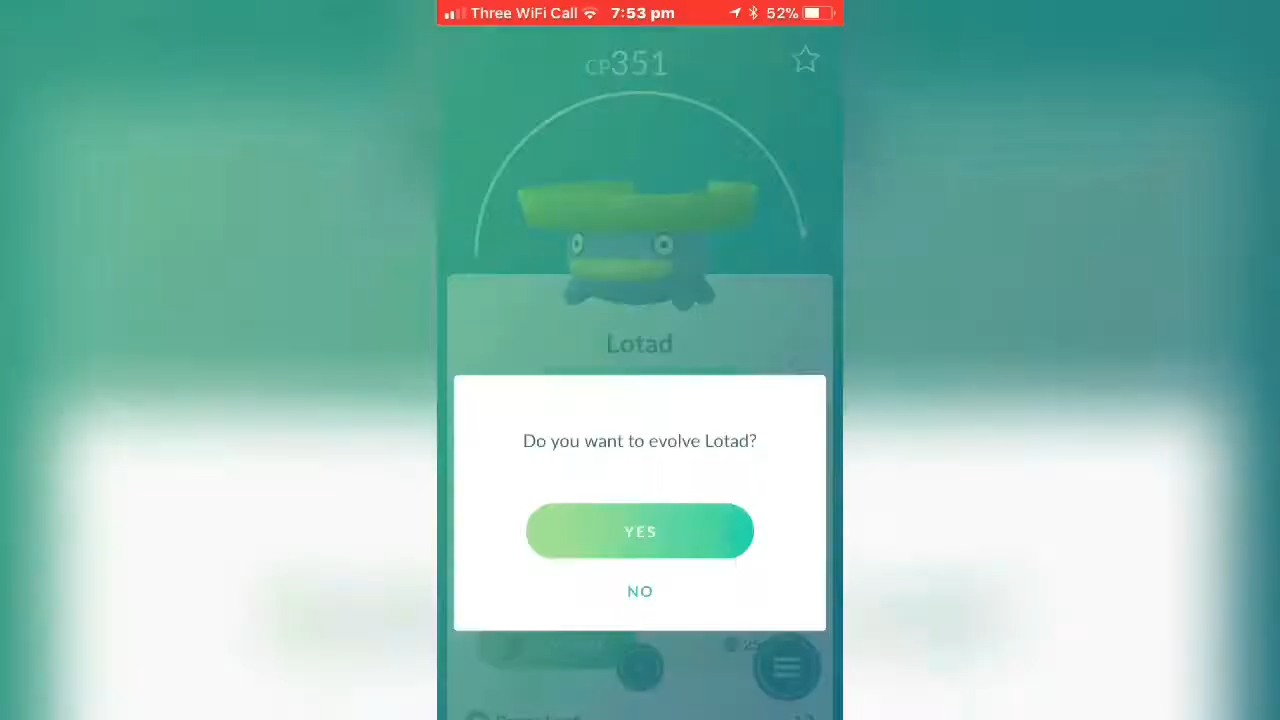 Three WiFi Call 7:53 pm 52%
CP351
Lotad
Do you want to evolve Lotad?
YES
NO